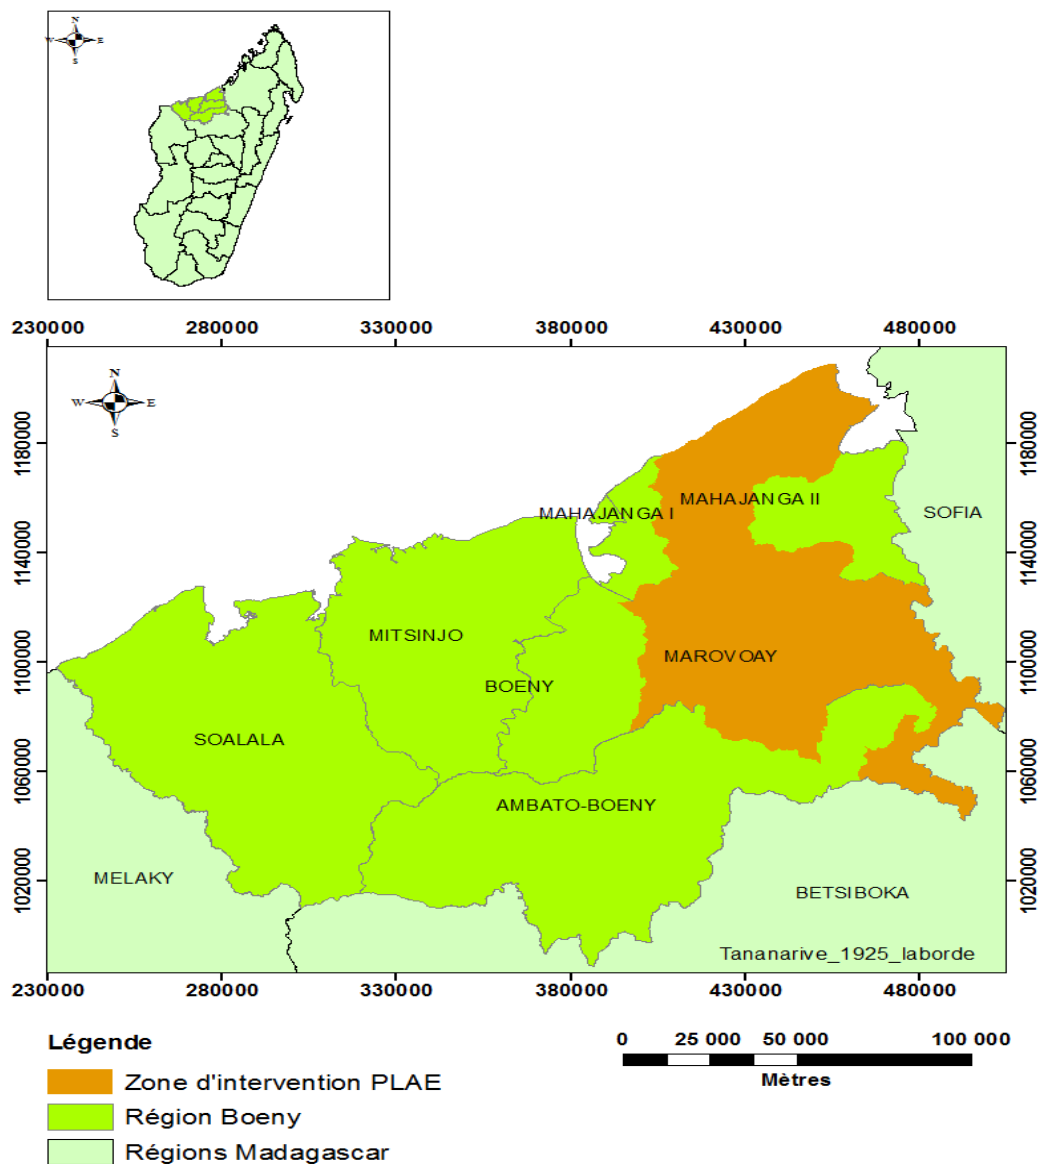 N
W E
S
230000 280000 330000 380000 430000 480000
N
W E
S
1180000 1180000
MAHAJANGA I MAHAJANGA II
SOFIA
1140000 1140000
MITSINJO
MAROVOAY
1100000 1100000
BOENY
SOALALA
1060000 1060000
AMBATO-BOENY
MELAKY
1020000 1020000
BETSIBOKA
Tananarive_1925_laborde
230000 280000 330000 380000 430000 480000
Légende
0 25 000 50 000 100 000
Mètres
Zone d'intervention PLAE
Région Boeny
Régions Madagascar